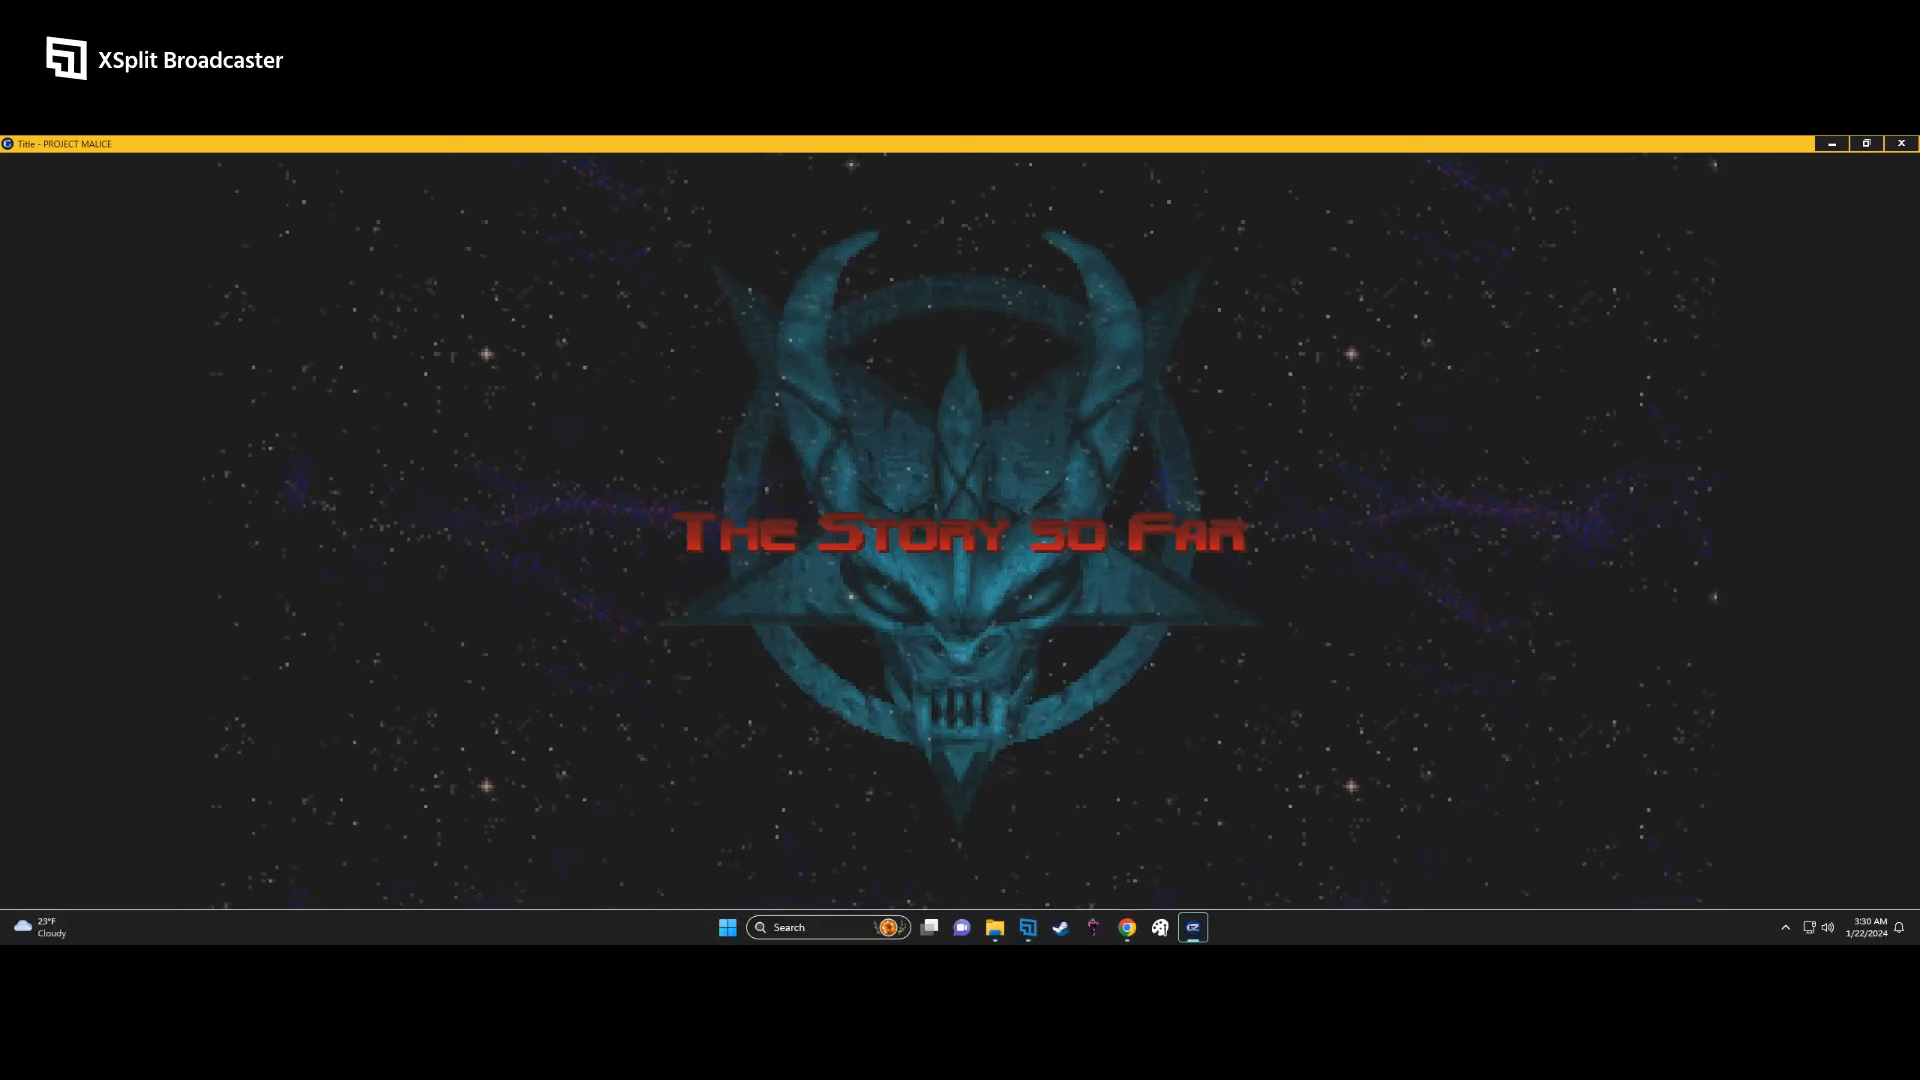 XSplit Broadcaster
Title - PROJECT MALICE
The Story so Far
23°F
Cloudy
Search
3:30 AM
1/22/2024